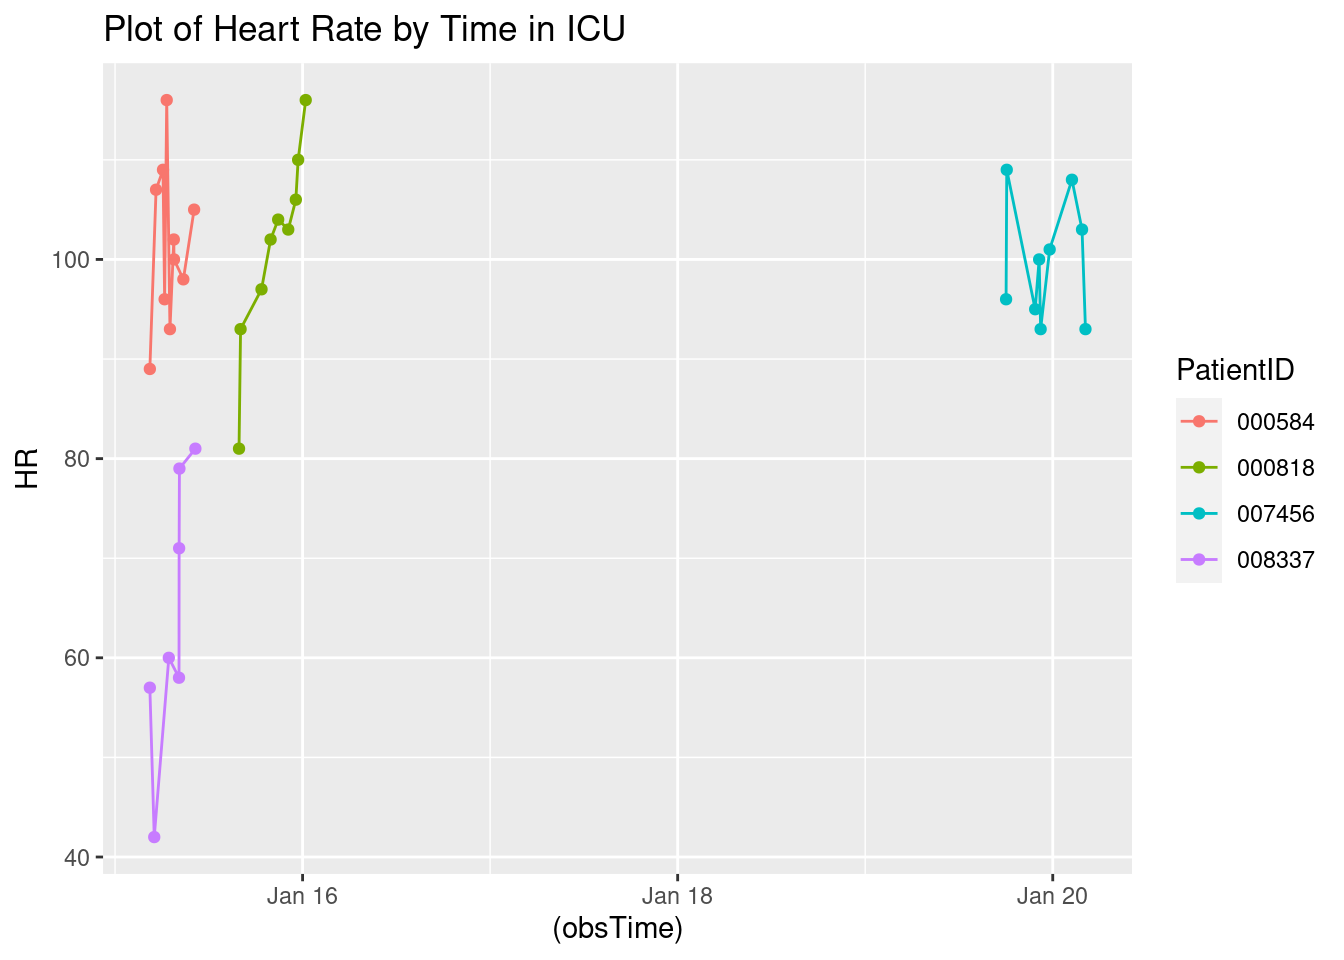 Plot of Heart Rate by Time in ICU
HR
100
80
60
40
Jan 16
Jan 18
Jan 20
(obsTime)
PatientID
000584
000818
007456
008337